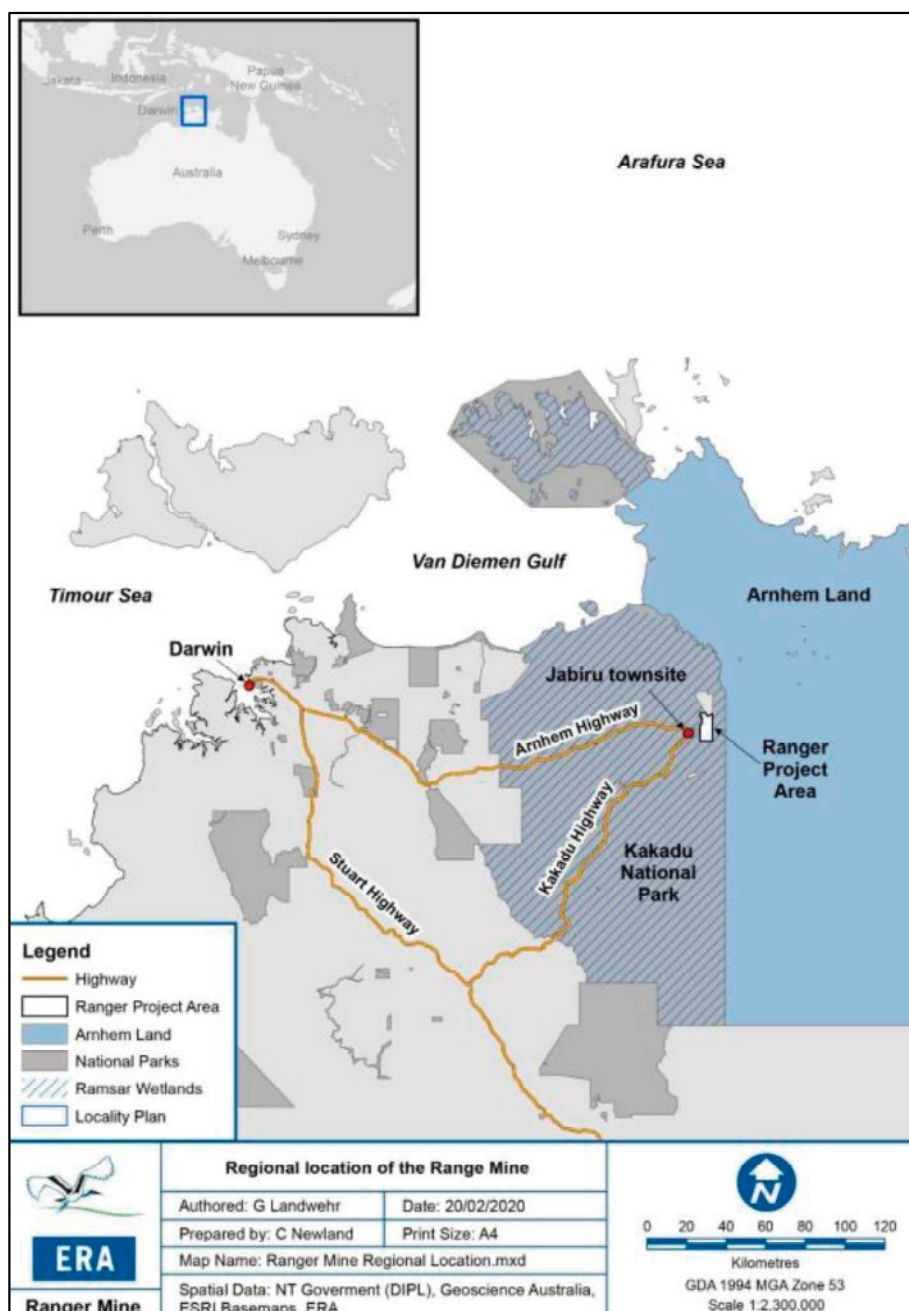 Jakata
Indonesia
Papua
New Guinea
Darwin
Australia
Perth
Sydney
Melbourne
Arafura Sea
Van Diemen Gulf
Timour Sea
Arnhem Land
Darwin
Jabiru townsite
Arnhem Highway
Ranger
Project
Area
Kakadu Highway
Kakadu
National
Park
Stuart Highway
Legend
Highway
Ranger Project Area
Arnhem Land
National Parks
Ramsar Wetlands
Locality Plan
ERA
Ranger Mine
Regional location of the Range Mine
Authored: G Landwehr
Date: 20/02/2020
Prepared by: C Newland
Print Size: A4
Map Name: Ranger Mine Regional Location.mxd
Spatial Data: NT Goverment (DIPL), Geoscience Australia,
ESRI Basemaps, ERA
N
0 20 40 60 80 100 120
Kilometres
GDA 1994 MGA Zone 53
Scale 1:2,300,000